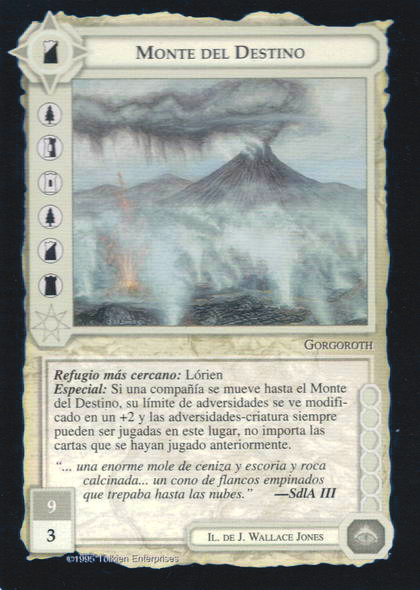 MONTE DEL DESTINO
GORGOROTH
Refugio más cercano: Lórien
Especial: Si una compañía se mueve hasta el Monte
del Destino, su límite de adversidades se ve modifi-
cado en un +2 y las adversidades-criatura siempre
pueden ser jugadas en este lugar, no importa las
cartas que se hayan jugado anteriormente.
“... una enorme mole de ceniza y escoria y roca
calcinada... un cono de flancos empinados
que trepaba hasta las nubes.” —SdlA III
9
3
IL. DE J. WALLACE JONES
©1995 Tolkien Enterprises